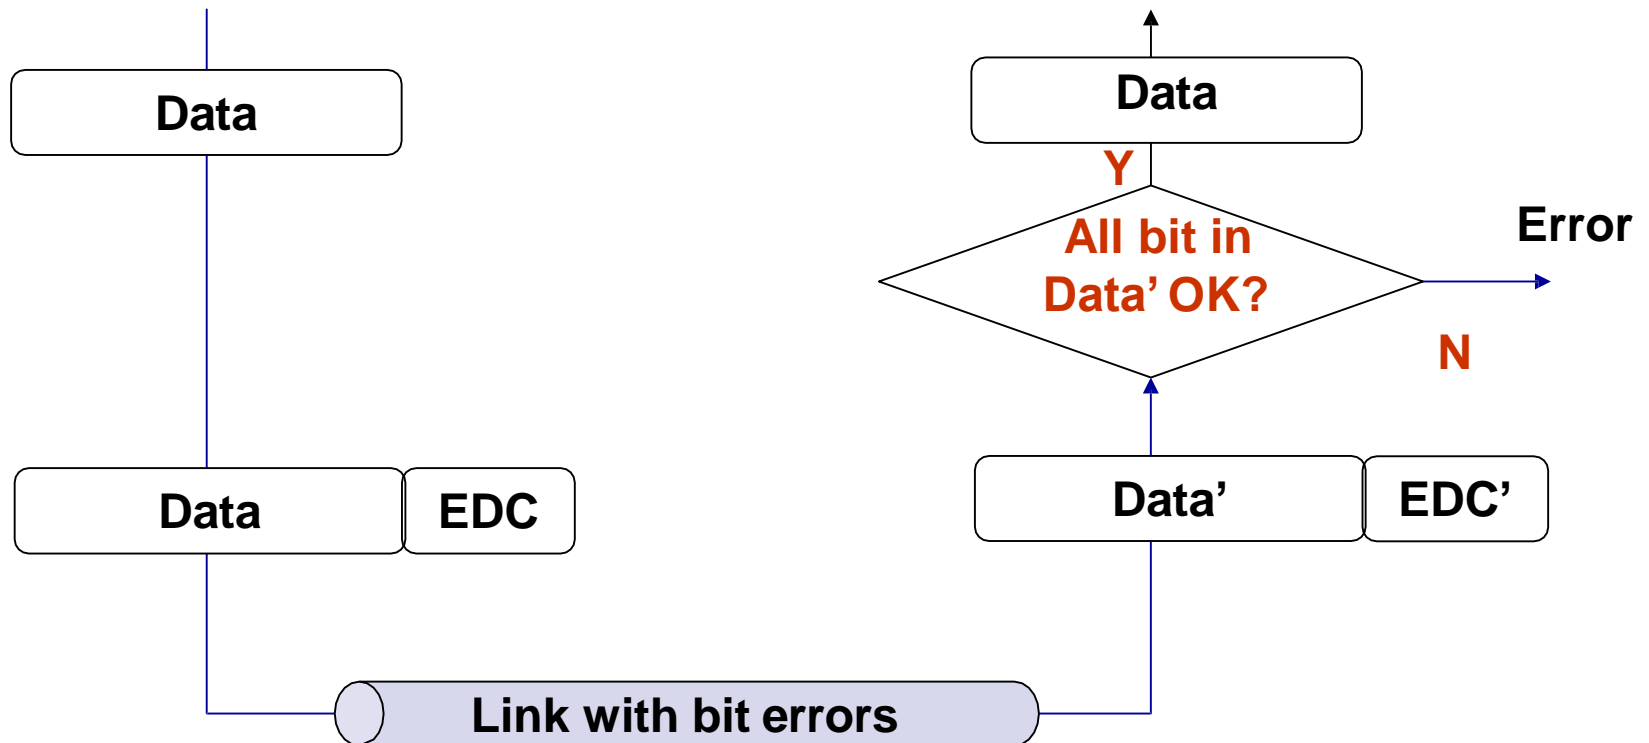 Data
Data
Y
All bit in
Data’ OK?
Error
N
Data EDC
Data’ EDC’
Link with bit errors